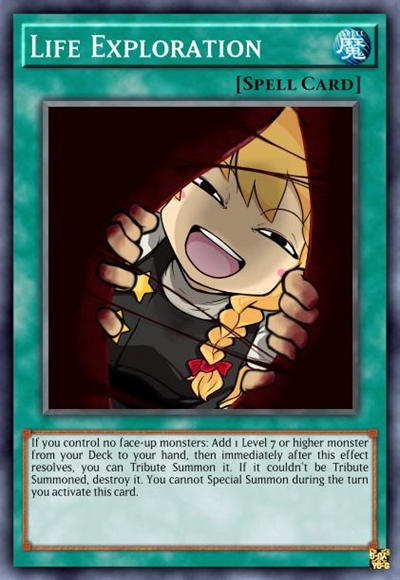 Life Exploration
SPELL
魔
[Spell Card]
If you control no face-up monsters: Add 1 Level 7 or higher monster
from your Deck to your hand, then immediately after this effect
resolves, you can Tribute Summon it. If it couldn't be Tribute
Summoned, destroy it. You cannot Special Summon during the turn
you activate this card.